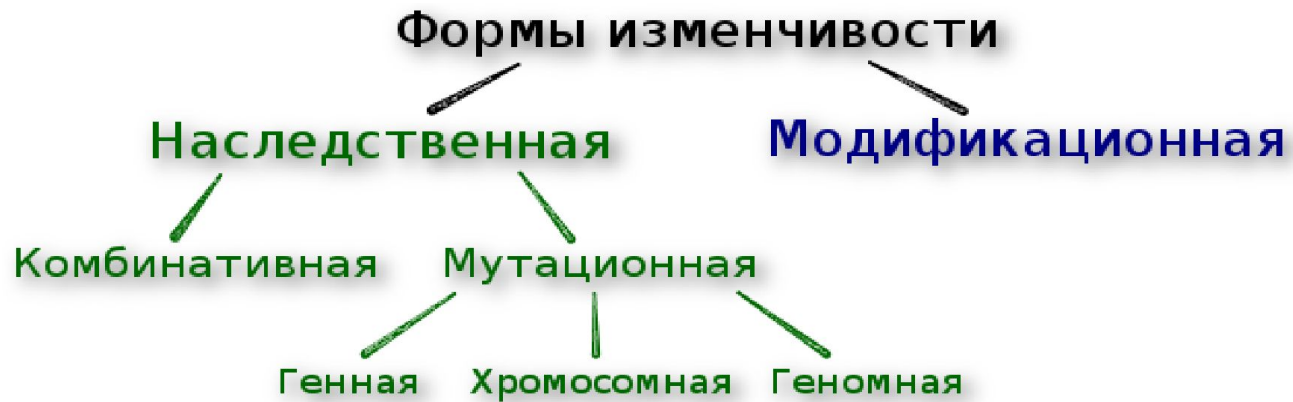 Формы изменчивости
Наследственная Модификационная
Комбинативная Мутационная
Генная Хромосомная Геномная